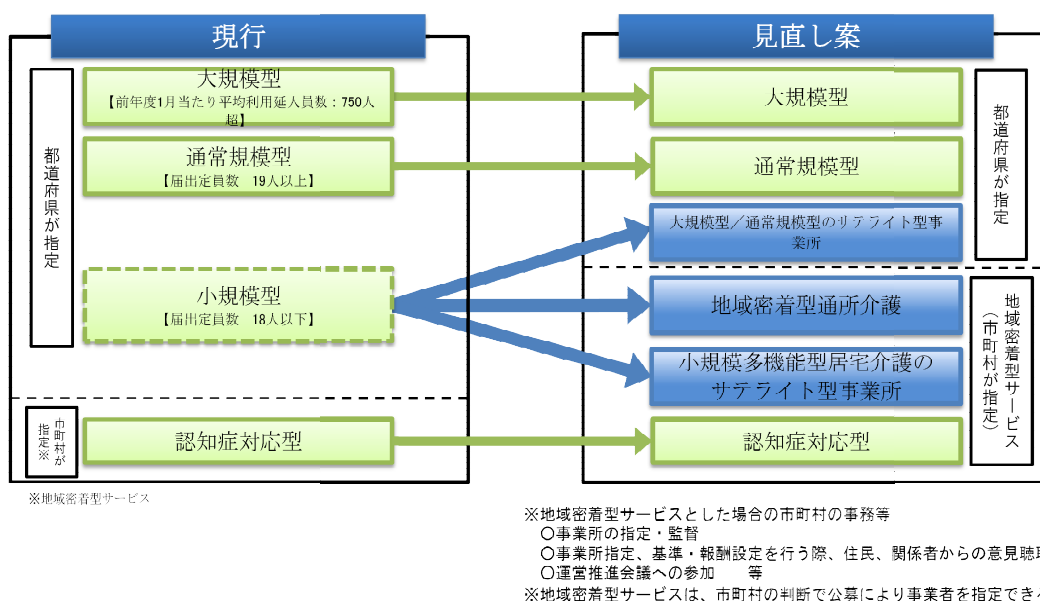 現行
都道府県が指定
大規模型
【前年度1月当たり平均利用延人員数：750人
超】
通常規模型
【届出定員数　19人以上】
小規模型
【届出定員数　18人以下】
市町村が
指定※
認知症対応型
※地域密着型サービス
見直し案
大規模型
通常規模型
大規模型／通常規模型のサテライト型事
業所
都道府県が指定
地域密着型通所介護
小規模多機能型居宅介護の
サテライト型事業所
認知症対応型
地域密着型サービス
（市町村が指定）
※地域密着型サービスとした場合の市町村の事務等
○事業所の指定・監督
○事業所指定、基準・報酬設定を行う際、住民、関係者からの意見聴取
○運営推進会議への参加　　等
※地域密着型サービスは、市町村の判断で公募により事業者を指定できる